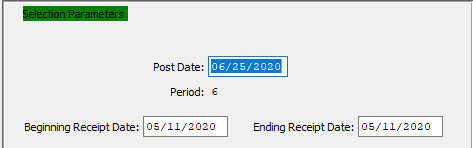 Selection Parameters
Post Date: 06/25/2020
Period: 6
Beginning Receipt Date: 05/11/2020 Ending Receipt Date: 05/11/2020